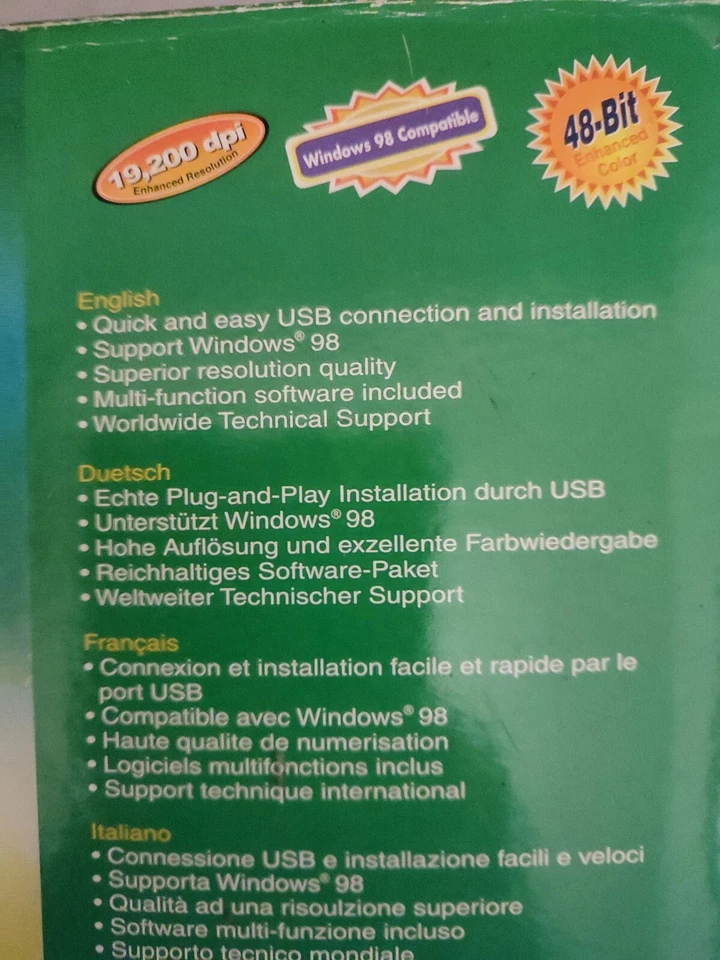 19,200 dpi
Enhanced Resolution
Windows 98 Compatible
48-Bit
Enhanced
Color
English
• Quick and easy USB connection and installation
• Support Windows® 98
• Superior resolution quality
• Multi-function software included
• Worldwide Technical Support
Duetsch
• Echte Plug-and-Play Installation durch USB
• Unterstützt Windows® 98
• Hohe Auflösung und exzellente Farbwiedergabe
• Reichhaltiges Software-Paket
• Weltweiter Technischer Support
Français
• Connexion et installation facile et rapide par le
port USB
• Compatible avec Windows® 98
• Haute qualite de numerisation
• Logiciels multifonctions inclus
• Support technique international
Italiano
• Connessione USB e installazione facili e veloci
• Supporta Windows® 98
• Qualità ad una risoulzione superiore
• Software multi-funzione incluso
• Supporto tecnico mondiale